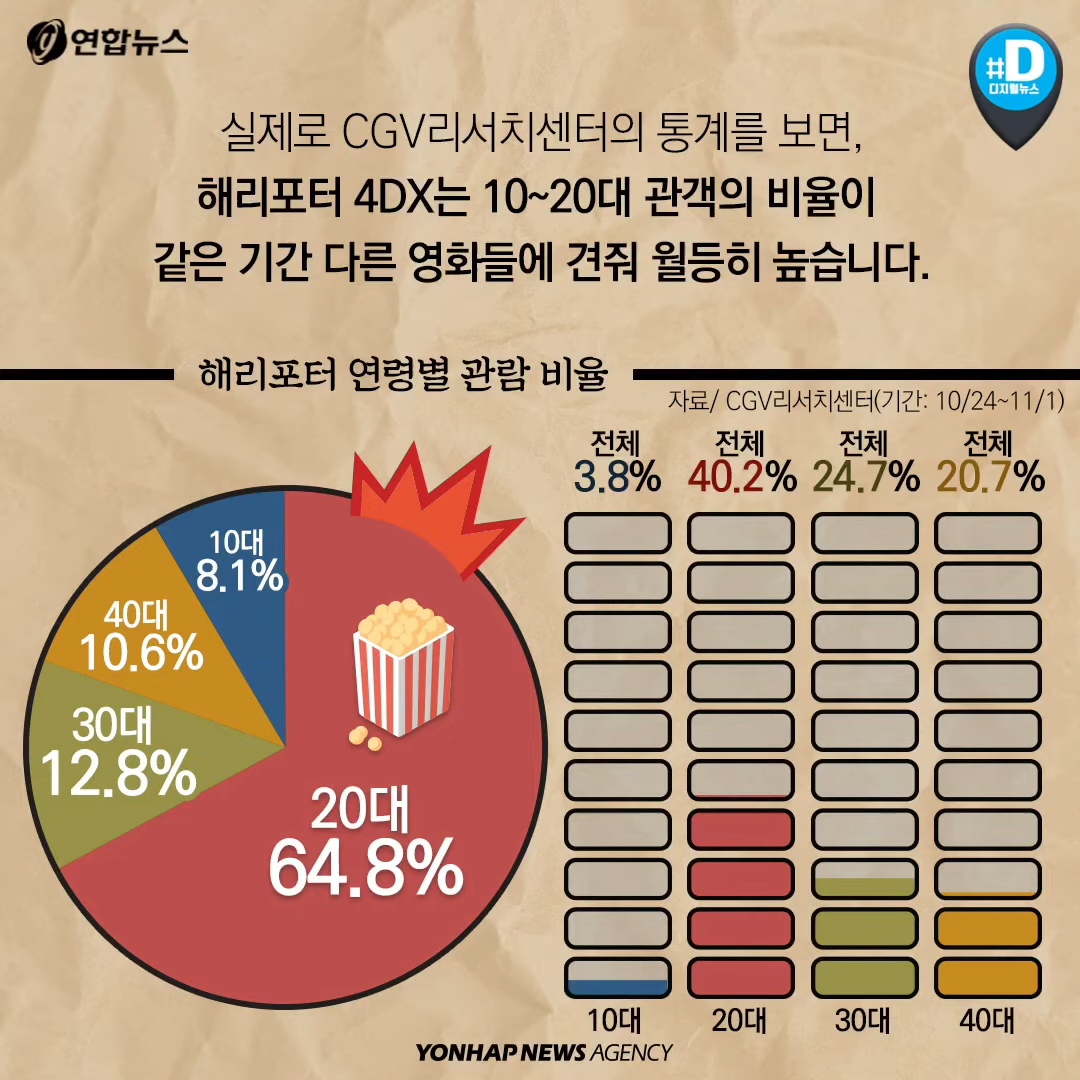 연합뉴스
#D
디지털뉴스
실제로 CGV리서치센터의 통계를 보면,
해리포터 4DX는 10~20대 관객의 비율이
같은 기간 다른 영화들에 견줘 월등히 높습니다.
해리포터 연령별 관람 비율
자료/ CGV리서치센터(기간: 10/24~11/1)
10대
8.1%
40대
10.6%
30대
12.8%
20대
64.8%
전체 전체 전체 전체
3.8% 40.2% 24.7% 20.7%
10대 20대 30대 40대
YONHAP NEWS AGENCY